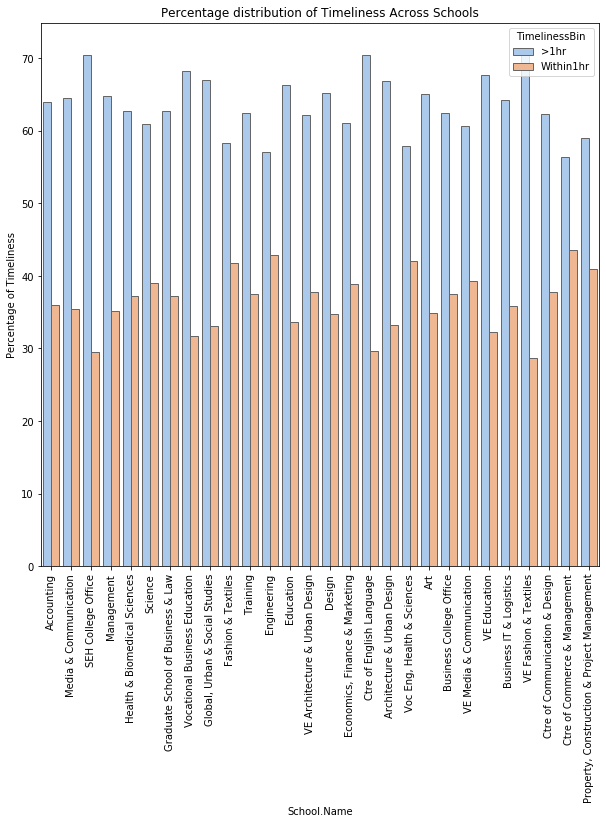 Percentage distribution of Timeliness Across Schools
TimelinessBin
>1hr
Within1hr
Percentage of Timeliness
70
60
50
40
30
20
10
0
Accounting
Media & Communication
SEH College Office
Management
Health & Biomedical Sciences
Science
Graduate School of Business & Law
Vocational Business Education
Global, Urban & Social Studies
Fashion & Textiles
Training
Engineering
Education
VE Architecture & Urban Design
Design
Economics, Finance & Marketing
Ctre of English Language
Architecture & Urban Design
Voc Eng, Health & Sciences
Art
Business College Office
VE Media & Communication
VE Education
Business IT & Logistics
VE Fashion & Textiles
Ctre of Communication & Design
Ctre of Commerce & Management
Property, Construction & Project Management
School.Name